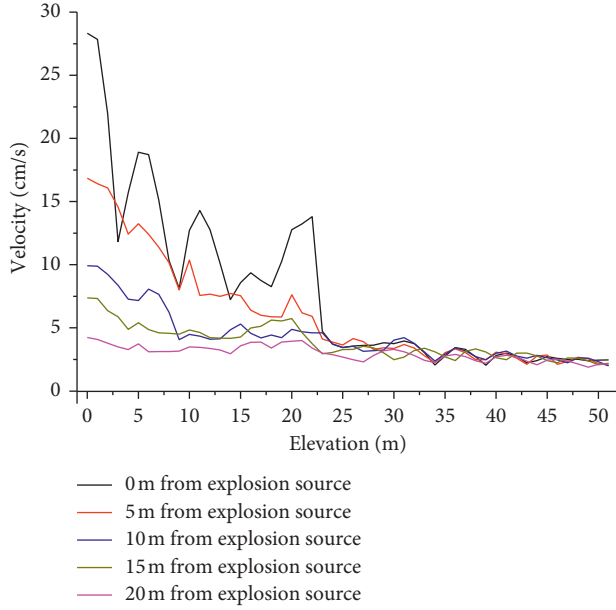 30
25
20
15
10
5
0
Velocity (cm/s)
0 5 10 15 20 25 30 35 40 45 50
Elevation (m)
0 m from explosion source
5 m from explosion source
10 m from explosion source
15 m from explosion source
20 m from explosion source